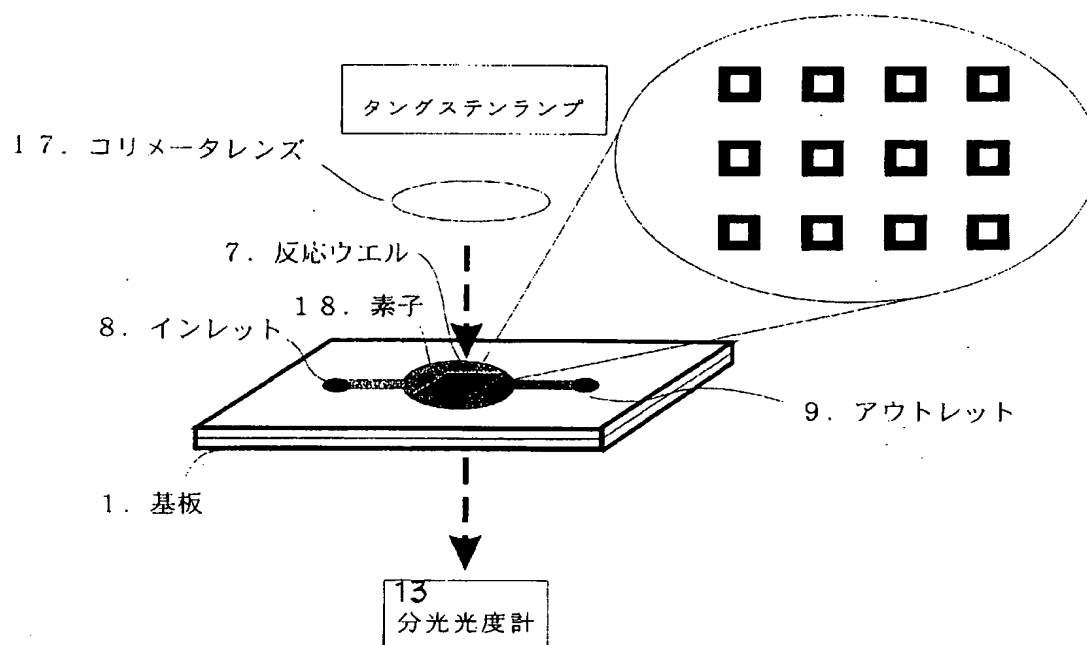 タングステンランプ
17. コリメータレンズ
7. 反応ウエル
18. 素子
8. インレット
9. アウトレット
1. 基板
13
分光光度計